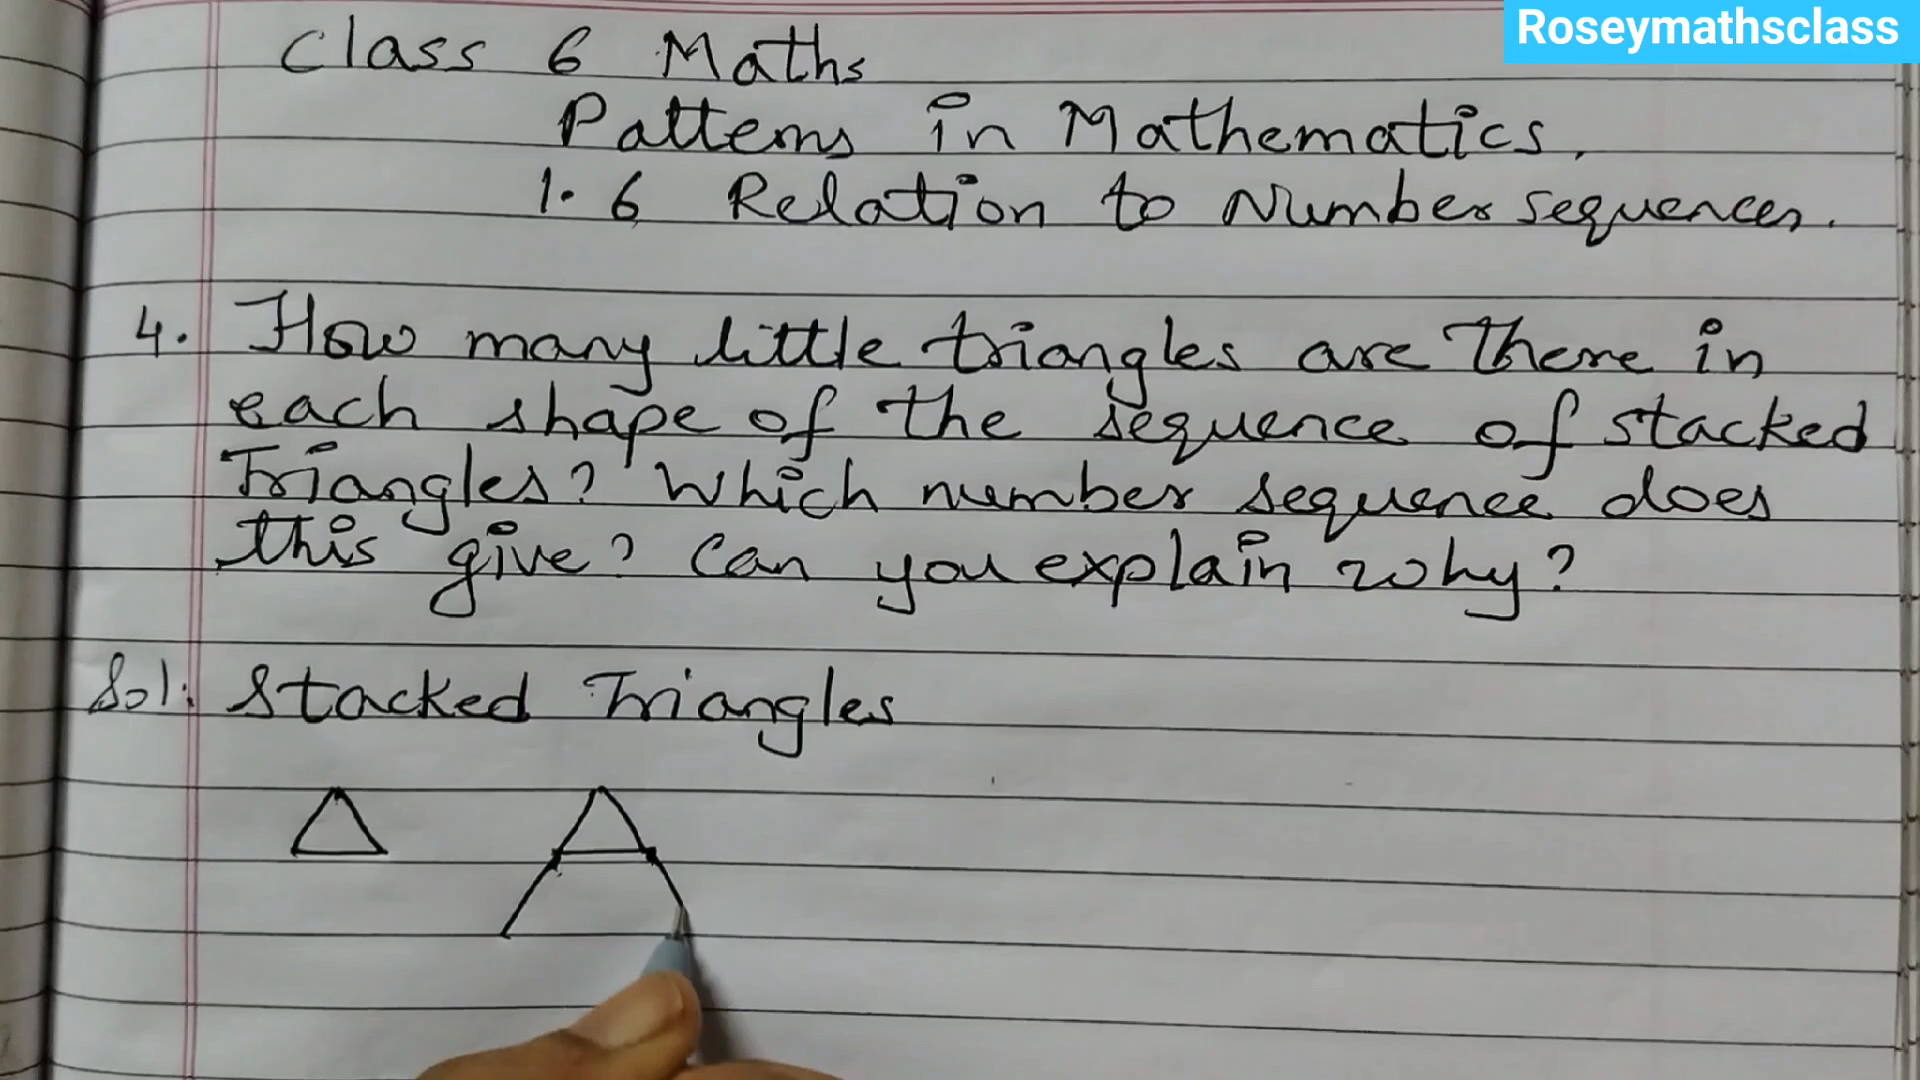 Roseymathsclass
Class 6 Maths
Patterns in Mathematics.
1.6 Relation to Number sequences.
4. How many little triangles are there in
each shape of the sequence of stacked
Triangles? Which number sequence does
this give? Can you explain why?
Sol: Stacked Triangles